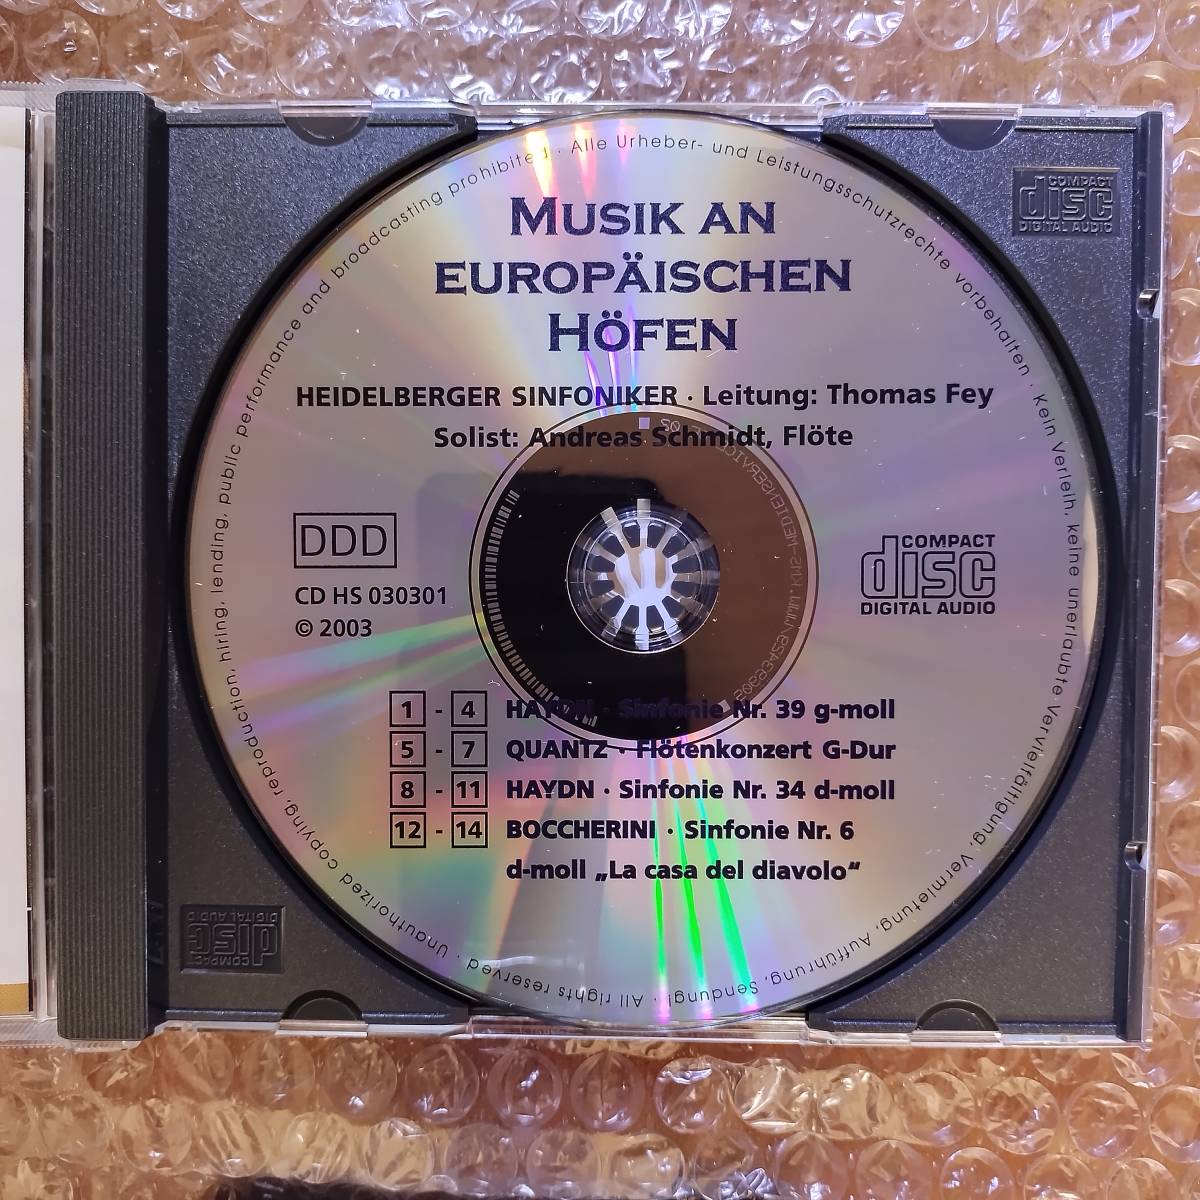 MUSIK AN
EUROPÄISCHEN
HÖFEN
HEIDELBERGER SINFONIKER · Leitung: Thomas Fey
Solist: Andreas Schmidt, Flöte
DDD
CD HS 030301
© 2003
COMPACT
disc
DIGITAL AUDIO
1 - 4 HAYDN · Sinfonie Nr. 39 g-moll
5 - 7 QUANTZ · Flötenkonzert G-Dur
8 - 11 HAYDN · Sinfonie Nr. 34 d-moll
12 - 14 BOCCHERINI · Sinfonie Nr. 6
d-moll „La casa del diavolo“
Alle Urheber- und Leistungsschutzrechte vorbehalten · Kein Verleih, keine unerlaubte Vervielfältigung, Vermietung, Aufführung, Sendung! · All rights reserved · Unauthorized copying, reproduction, hiring, lending, public performance and broadcasting prohibited ·
COMPACT
disc
DIGITAL AUDIO
COMPACT
disc
DIGITAL AUDIO